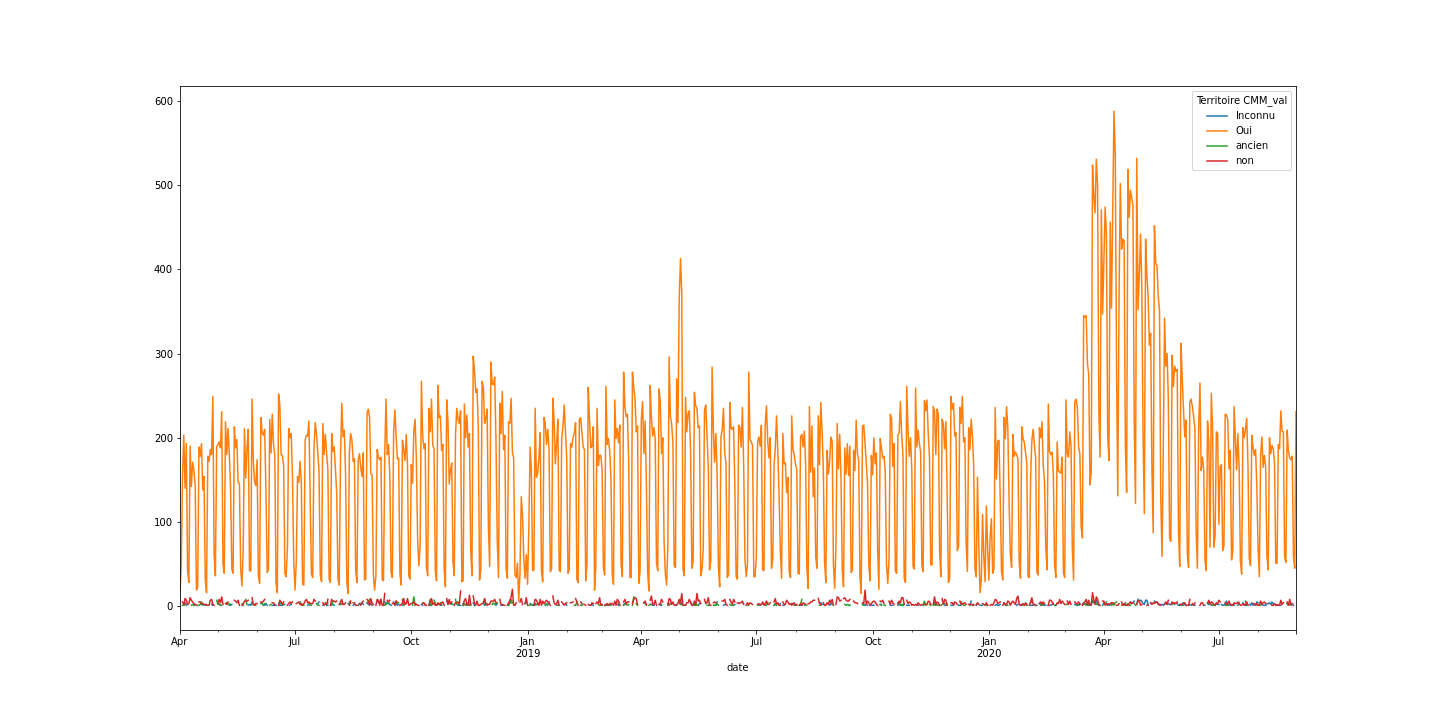 600
500
400
300
200
100
0
Territoire CMM_val
Inconnu
Oui
ancien
non
Apr Jul Oct Jan Apr Jul Oct Jan Apr Jul
2019 2020
date